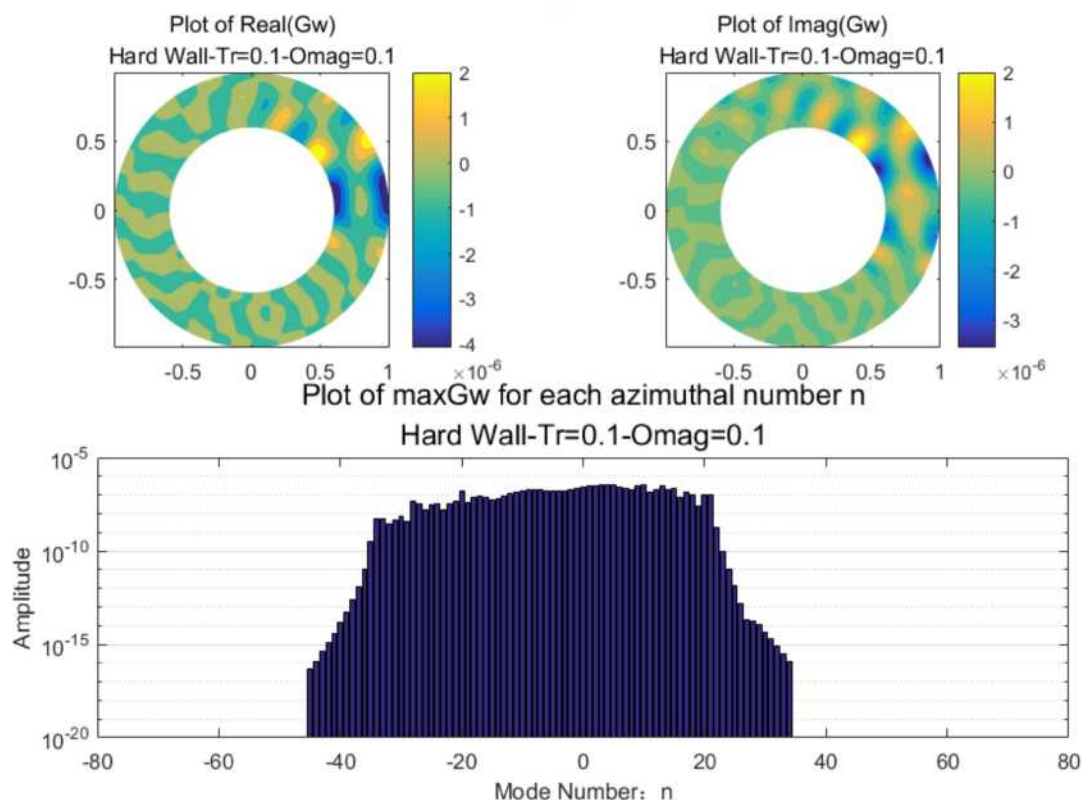 Plot of Real(Gw)
Hard Wall-Tr=0.1-Omag=0.1
0.5
0
-0.5
-0.5 0 0.5 1
2
1
0
-1
-2
-3
-4
×10-6
Plot of Imag(Gw)
Hard Wall-Tr=0.1-Omag=0.1
0.5
0
-0.5
-0.5 0 0.5 1
2
1
0
-1
-2
-3
×10-6
Plot of maxGw for each azimuthal number n
Hard Wall-Tr=0.1-Omag=0.1
Amplitude
10-5
10-10
10-15
10-20
-80 -60 -40 -20 0 20 40 60 80
Mode Number: n